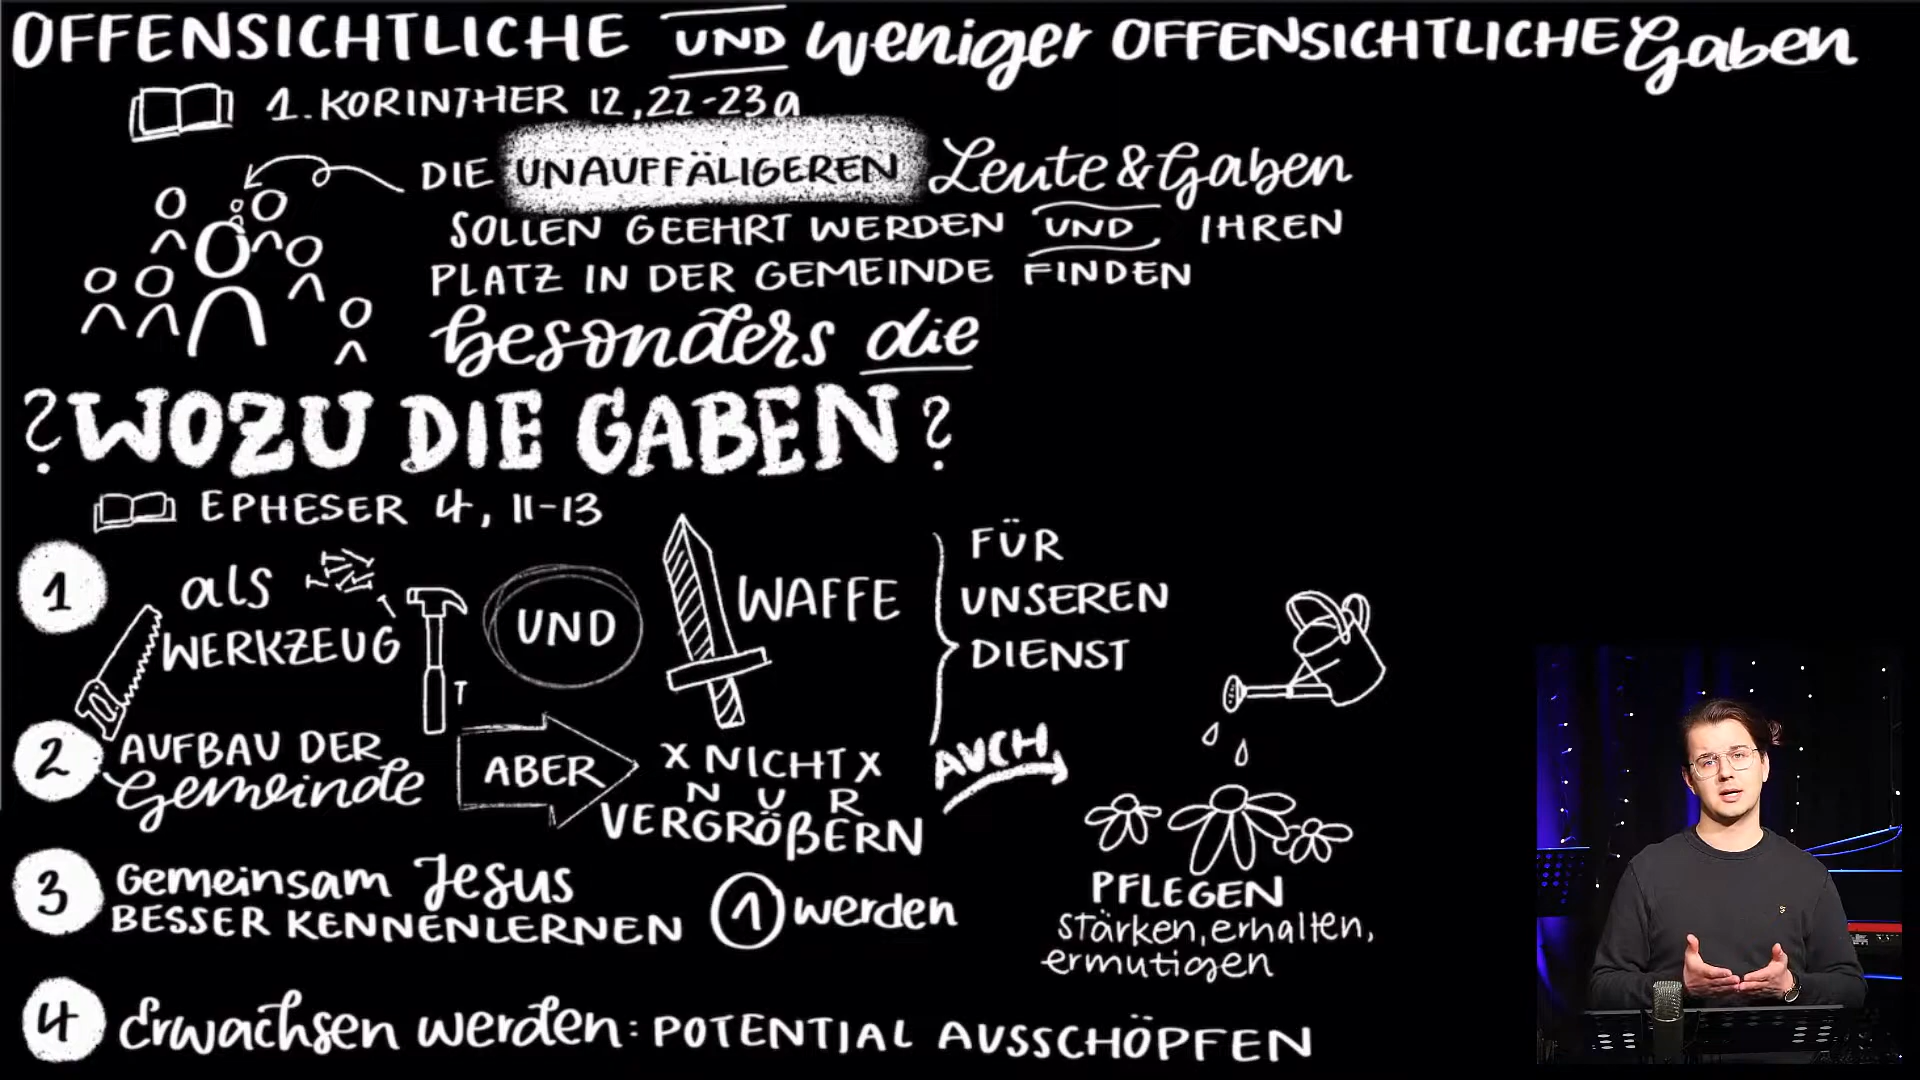 OFFENSICHTLICHE UND weniger OFFENSICHTLICHE Gaben
1. KORINTHER 12,22-23a
DIE UNAUFFÄLIGEREN Leute & Gaben
SOLLEN GEEHRT WERDEN UND IHREN
PLATZ IN DER GEMEINDE FINDEN
besonders die
? WOZU DIE GABEN ?
EPHESER 4, 11-13
1 als WERKZEUG
UND
WAFFE
FÜR
UNSEREN
DIENST
2 AUFBAU DER
Gemeinde
ABER
X NICHT X
NUR
VERGRÖßERN
AUCH
PFLEGEN
stärken, erhalten,
ermutigen
3 Gemeinsam Jesus
BESSER KENNENLERNEN
1 werden
4 Erwachsen werden: POTENTIAL AUSSCHÖPFEN